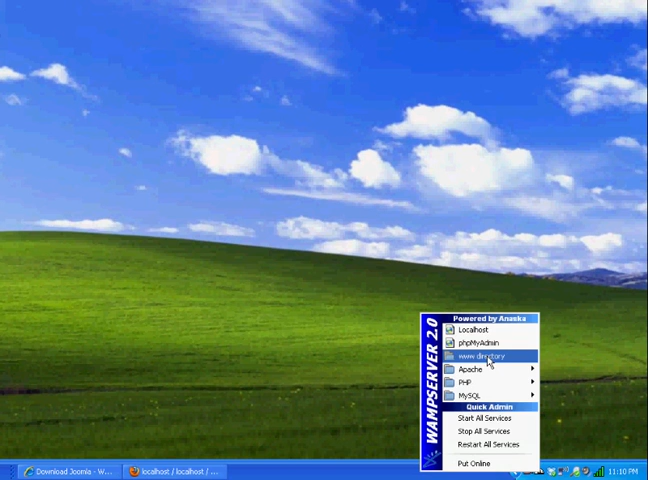 Powered by Anaska
WAMPSERVER 2.0
Localhost
phpMyAdmin
www directory
Apache
PHP
MySQL
Quick Admin
Start All Services
Stop All Services
Restart All Services
Put Online
Download Joomla - W...
localhost / localhost / ...
11:10 PM